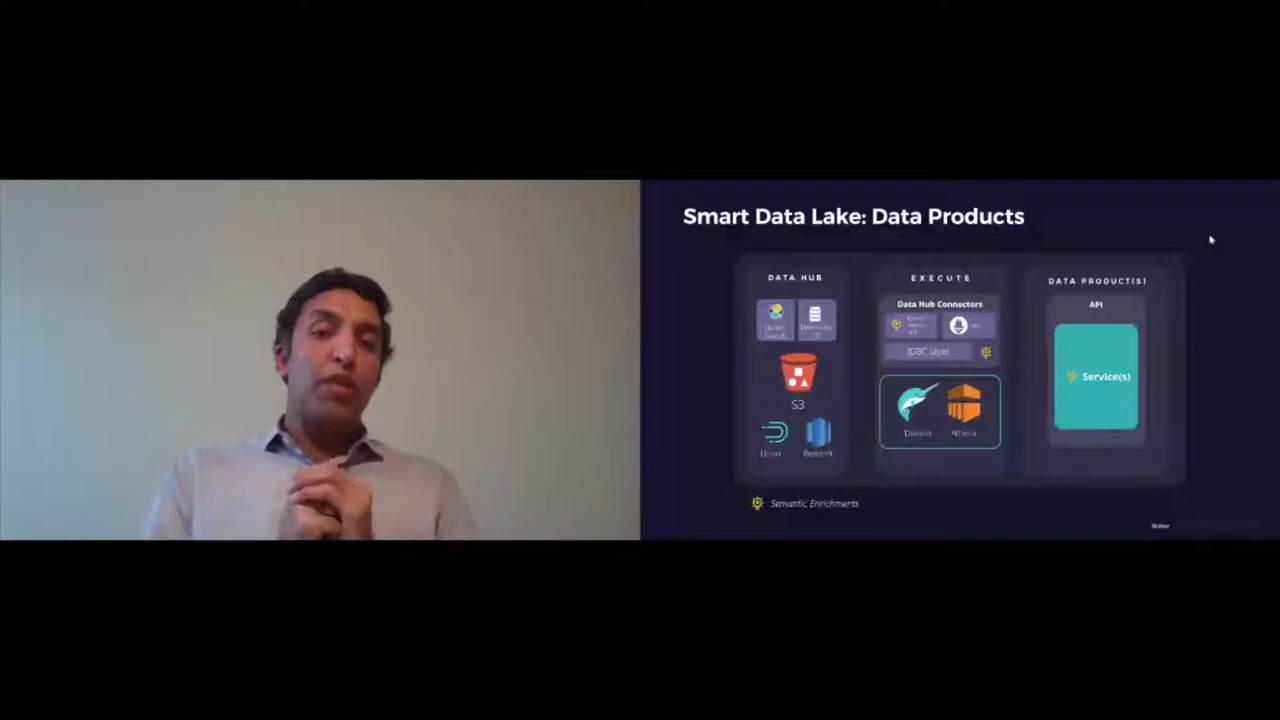 Smart Data Lake: Data Products
DATA HUB
S3
Druid
Redshift
EXECUTE
Data Hub Connectors
JDBC layer
Dremio
Athena
DATA PRODUCT(S)
API
Service(s)
Semantic Enrichments